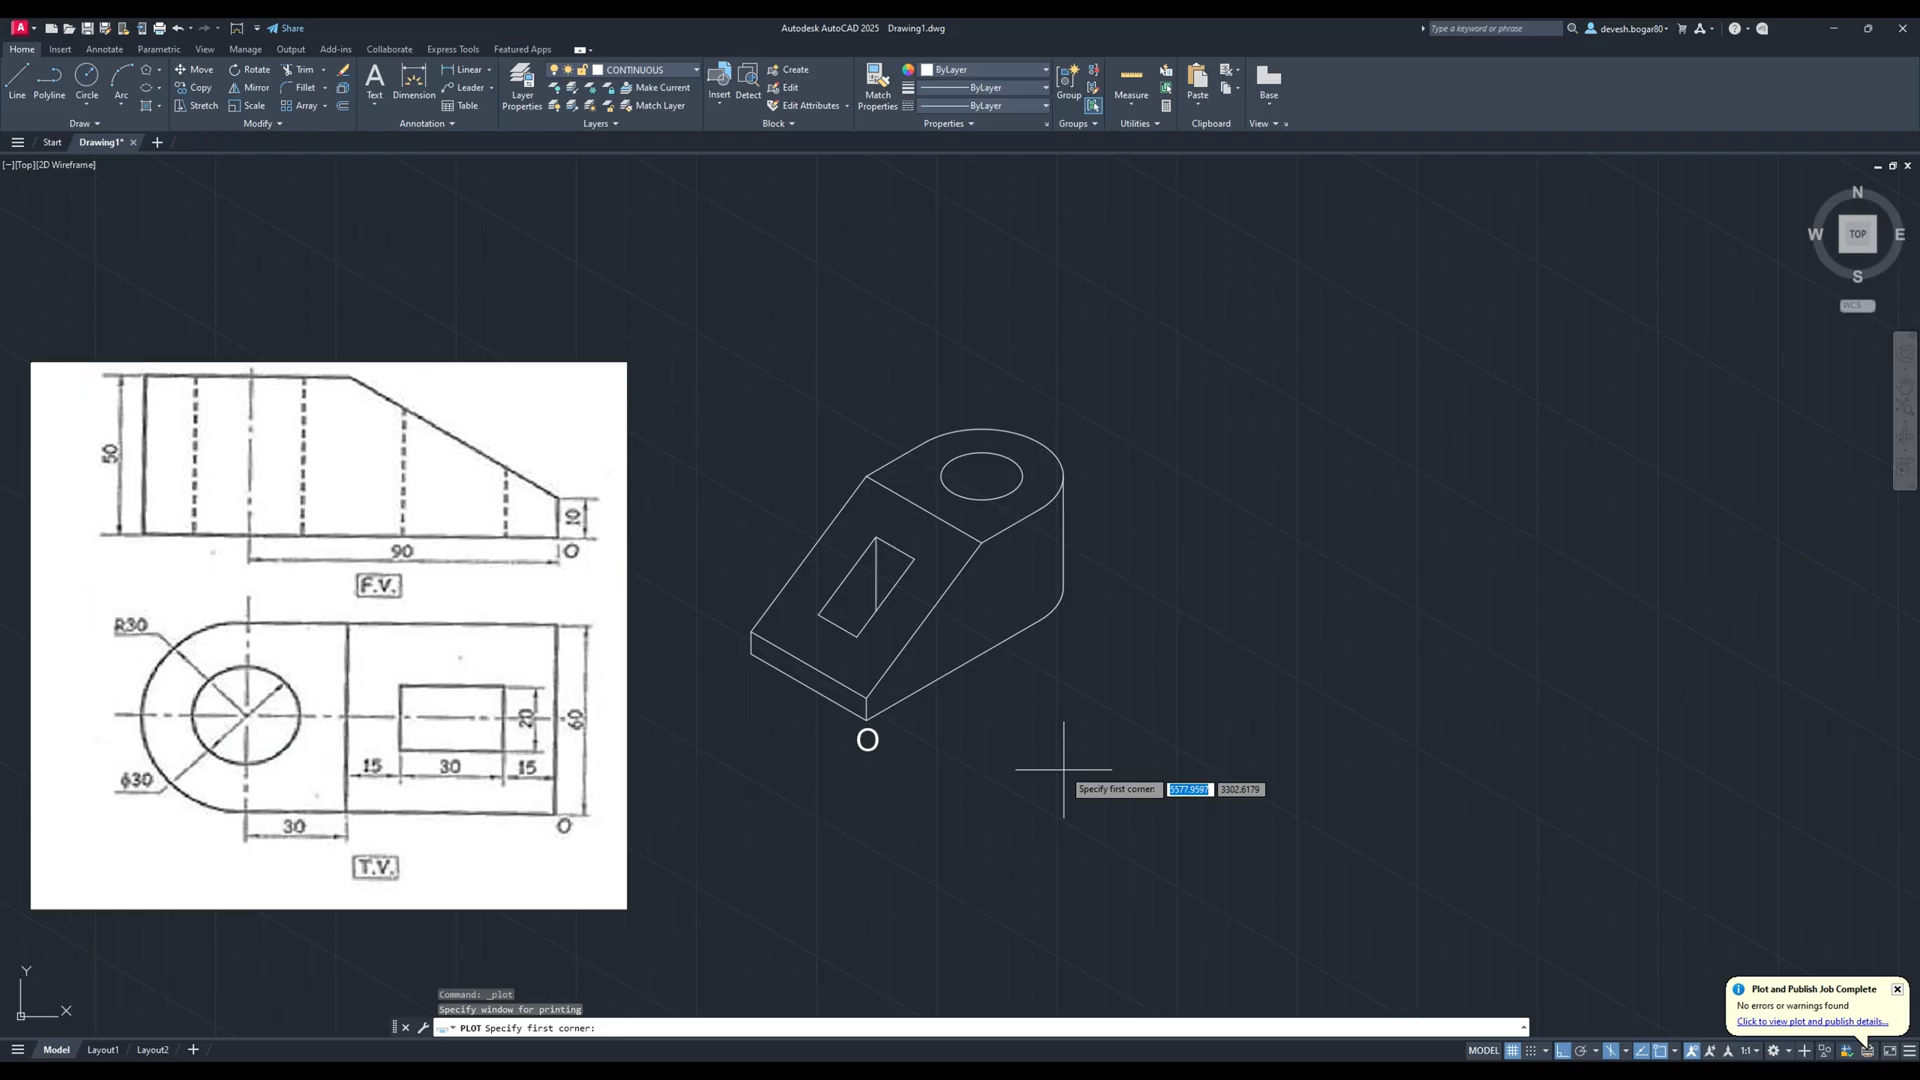 Share
Autodesk AutoCAD 2025 Drawing1.dwg
Type a keyword or phrase
devesh.bogar80
Home Insert Annotate Parametric View Manage Output Add-ins Collaborate Express Tools Featured Apps
Line Polyline Circle Arc
Move Rotate Trim
Copy Mirror Fillet
Stretch Scale Array
Text Dimension
Linear
Leader
Table
Layer Properties
CONTINUOUS
Make Current
Match Layer
Insert Detect
Create
Edit
Edit Attributes
Match Properties
ByLayer
ByLayer
ByLayer
Group
Measure
Paste
Base
Draw Modify Annotation Layers Block Properties Groups Utilities Clipboard View
Start Drawing1*
[−][Top][2D Wireframe]
N
W TOP E
S
WCS
50
10
90
O
F.V.
R30
20
60
15 30 15
ϕ30
30
O
T.V.
O
Specify first corner: 5577.9597 3302.6179
Y
X
Command: _plot
Specify window for printing
PLOT Specify first corner:
Plot and Publish Job Complete
No errors or warnings found
Click to view plot and publish details...
Model Layout1 Layout2
MODEL 1:1